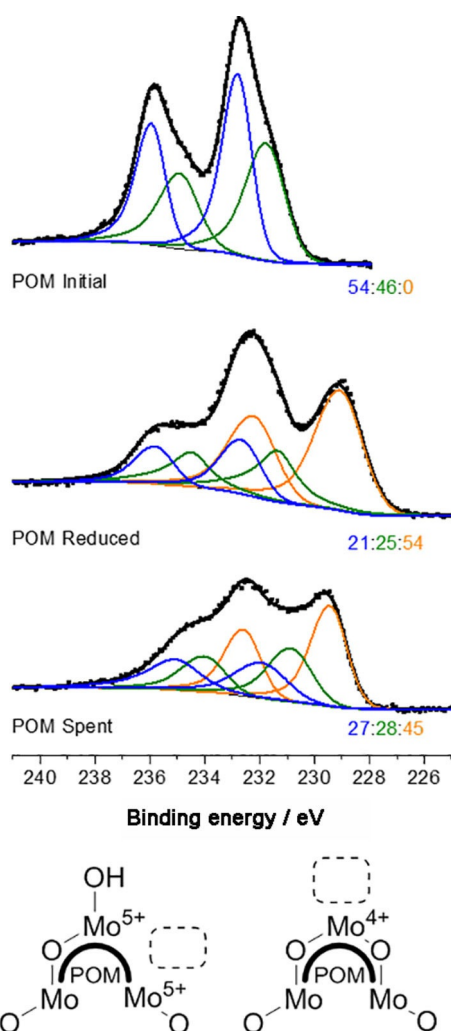 POM Initial 54:46:0
POM Reduced 21:25:54
POM Spent 27:28:45
240 238 236 234 232 230 228 226
Binding energy / eV
OH
Mo5+ Mo4+
O O O
POM POM
Mo Mo5+ Mo Mo
O O O O